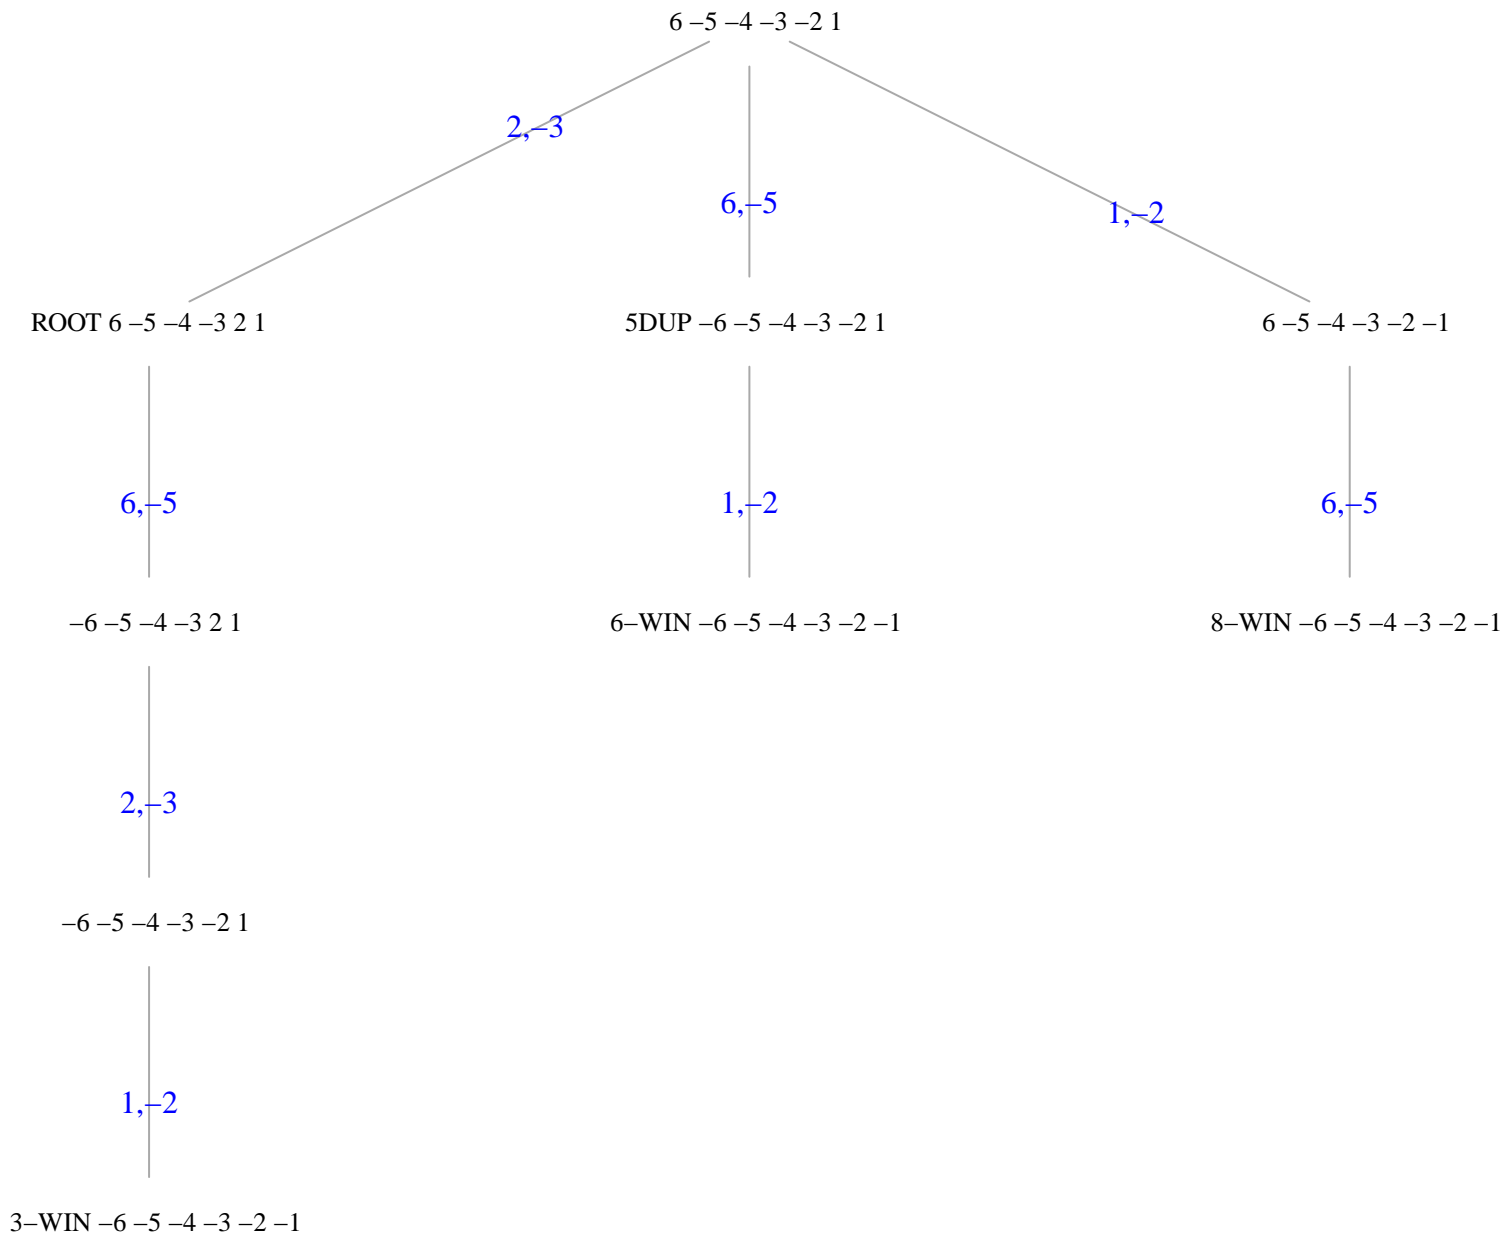 6 –5 –4 –3 –2 1
2,–3
6,–5
1,–2
ROOT 6 –5 –4 –3 2 1
5DUP –6 –5 –4 –3 –2 1
6 –5 –4 –3 –2 –1
6,–5
1,–2
6,–5
–6 –5 –4 –3 2 1
6–WIN –6 –5 –4 –3 –2 –1
8–WIN –6 –5 –4 –3 –2 –1
2,–3
–6 –5 –4 –3 –2 1
1,–2
3–WIN –6 –5 –4 –3 –2 –1